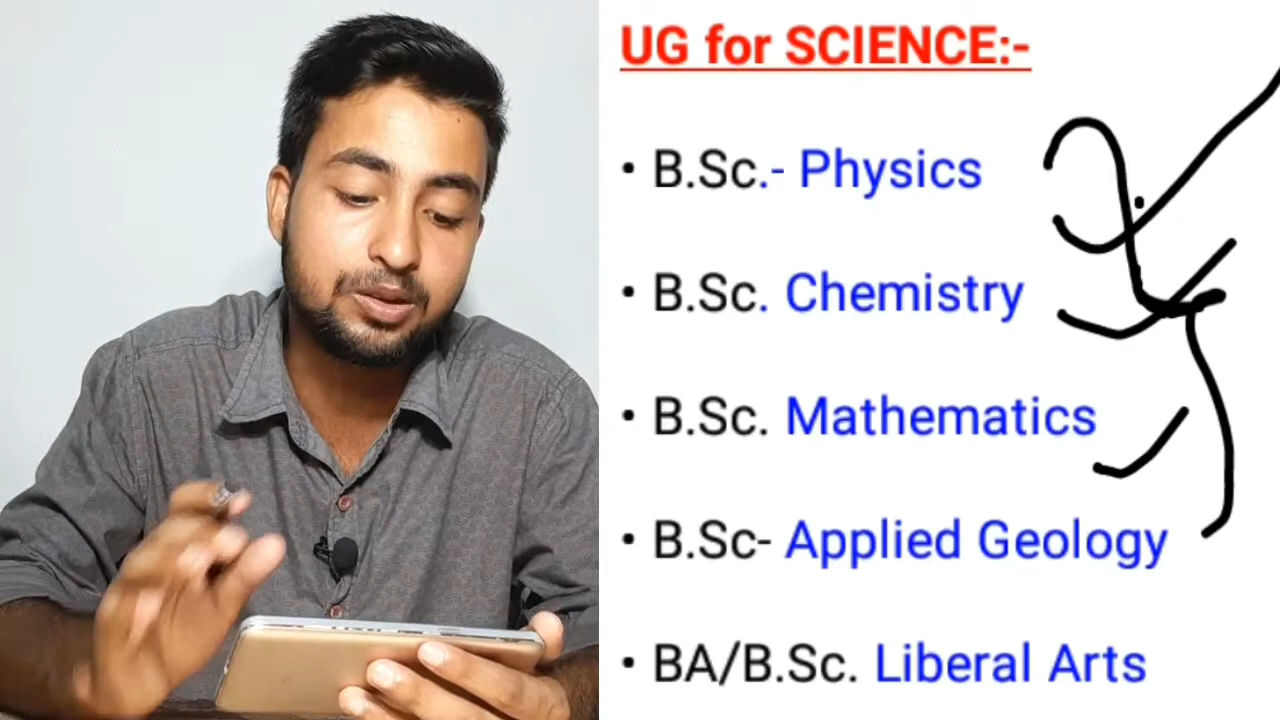 UG for SCIENCE:-
• B.Sc.- Physics
• B.Sc. Chemistry
• B.Sc. Mathematics
• B.Sc- Applied Geology
• BA/B.Sc. Liberal Arts